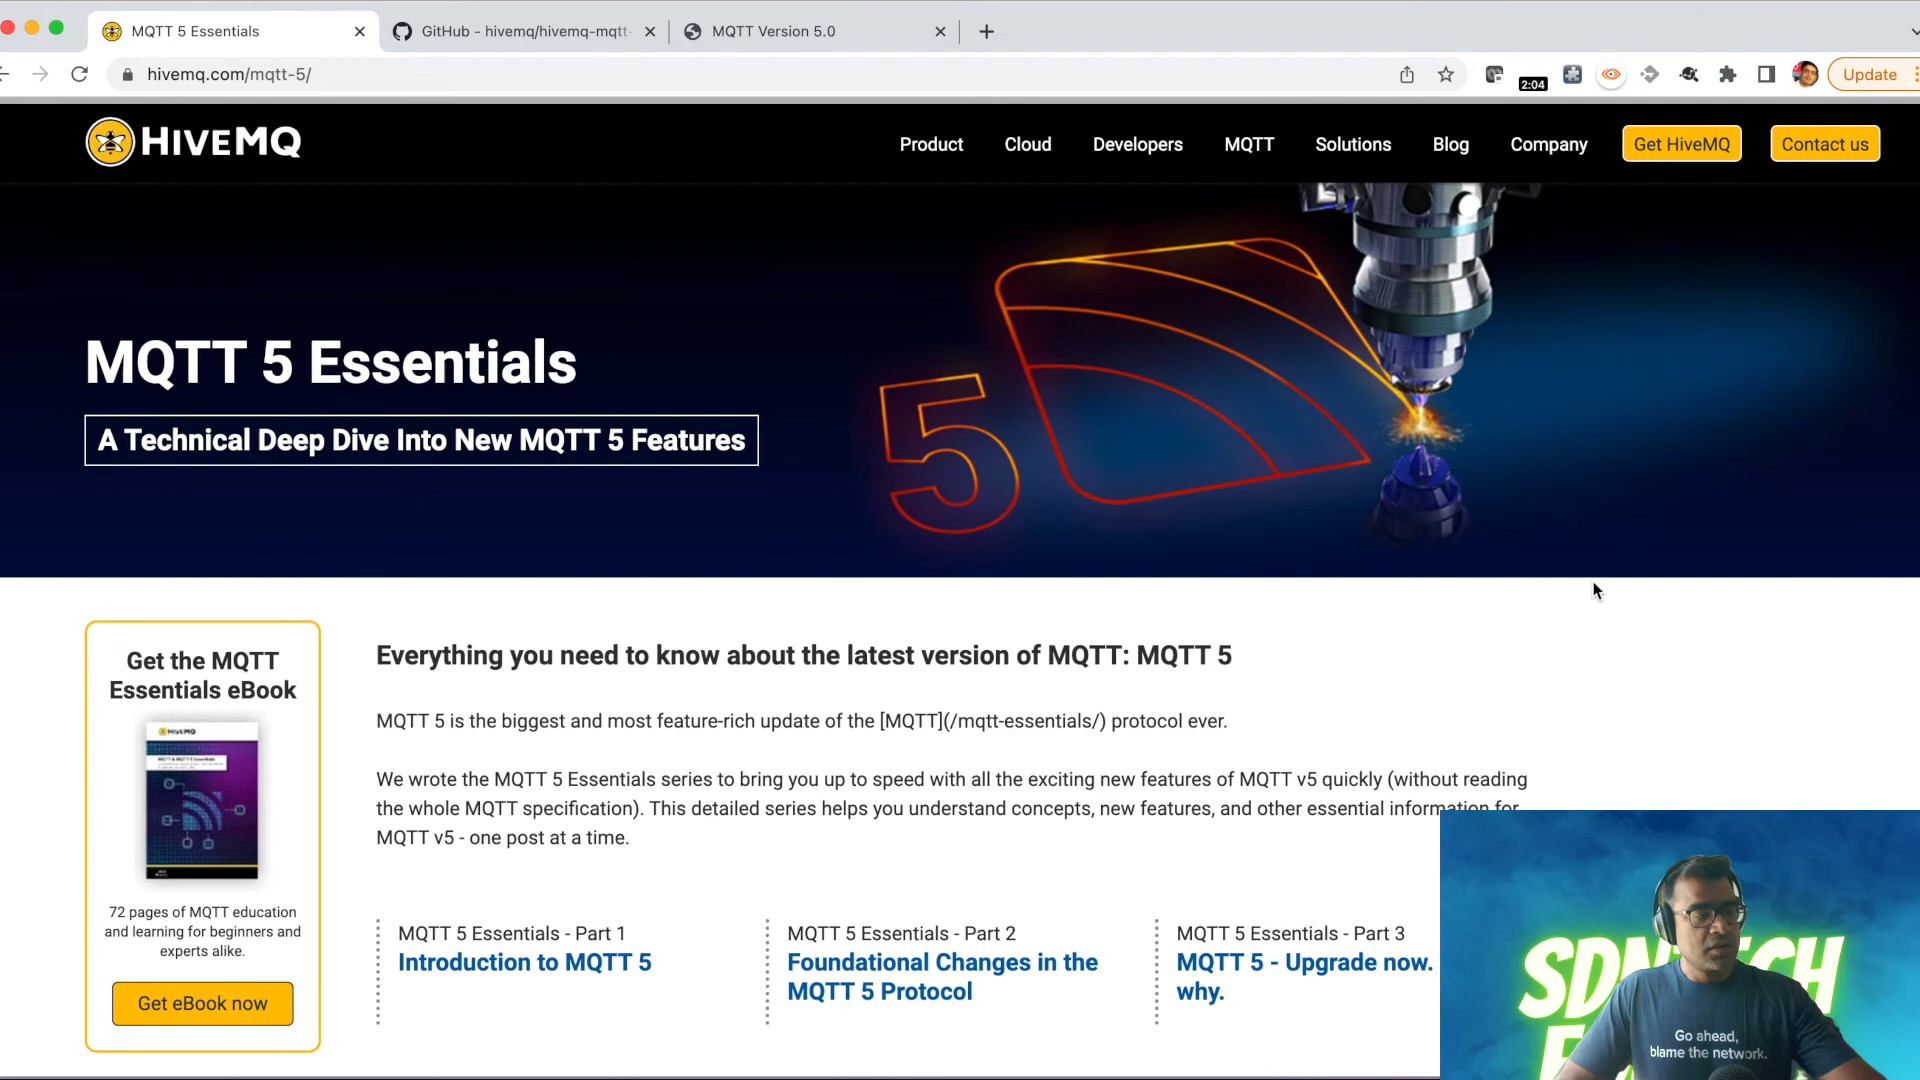 MQTT 5 Essentials
GitHub - hivemq/hivemq-mqtt-
MQTT Version 5.0
hivemq.com/mqtt-5/
2:04
Update
HIVEMQ
Product
Cloud
Developers
MQTT
Solutions
Blog
Company
Get HiveMQ
Contact us
MQTT 5 Essentials
A Technical Deep Dive Into New MQTT 5 Features
5
Get the MQTT
Essentials eBook
HIVEMQ
72 pages of MQTT education
and learning for beginners and
experts alike.
Get eBook now
Everything you need to know about the latest version of MQTT: MQTT 5
MQTT 5 is the biggest and most feature-rich update of the [MQTT](/mqtt-essentials/) protocol ever.
We wrote the MQTT 5 Essentials series to bring you up to speed with all the exciting new features of MQTT v5 quickly (without reading
the whole MQTT specification). This detailed series helps you understand concepts, new features, and other essential information for
MQTT v5 - one post at a time.
MQTT 5 Essentials - Part 1
Introduction to MQTT 5
MQTT 5 Essentials - Part 2
Foundational Changes in the
MQTT 5 Protocol
MQTT 5 Essentials - Part 3
MQTT 5 - Upgrade now.
why.
Go ahead,
blame the network.